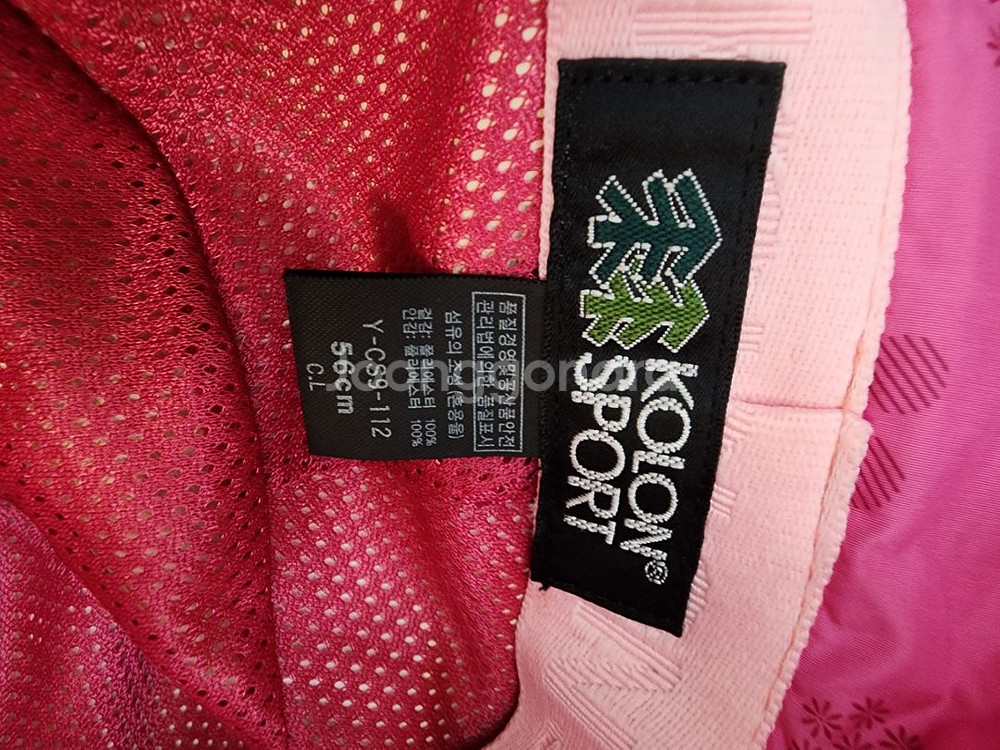 KOLON
SPORT®
품질경영및공산품안전
관리법에의한 품질표시
섬유의 조성(혼용율)
겉감: 폴리에스터 100%
안감: 폴리에스터 100%
Y-CS9-112
56cm
C.L